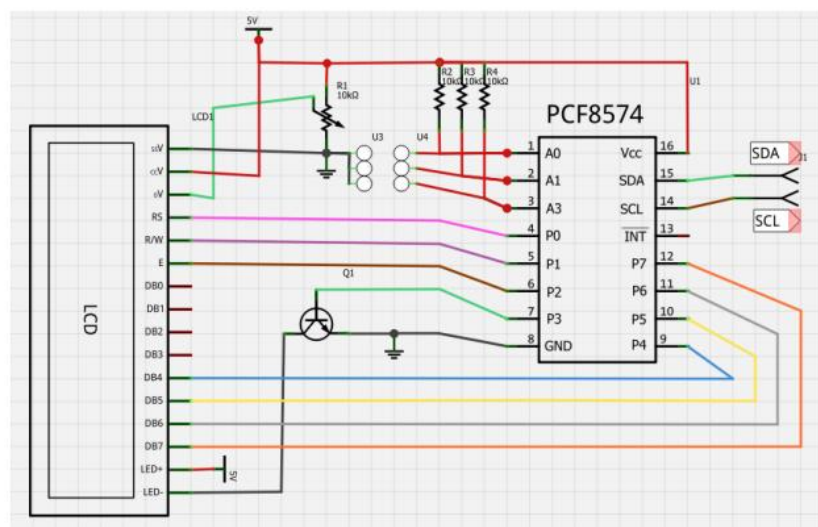 5V
R1
10kΩ
R2
10kΩ
R3
10kΩ
R4
10kΩ
U1
LCD1
U3
U4
PCF8574
1
A0
2
A1
3
A3
4
P0
5
P1
6
P2
7
P3
8
GND
Vcc
16
SDA
15
SCL
14
INT
13
P7
12
P6
11
P5
10
P4
9
SDA
J1
SCL
LCD
RS
R/W
E
DB0
DB1
DB2
DB3
DB4
DB5
DB6
DB7
LED+
LED-
Q1
5V